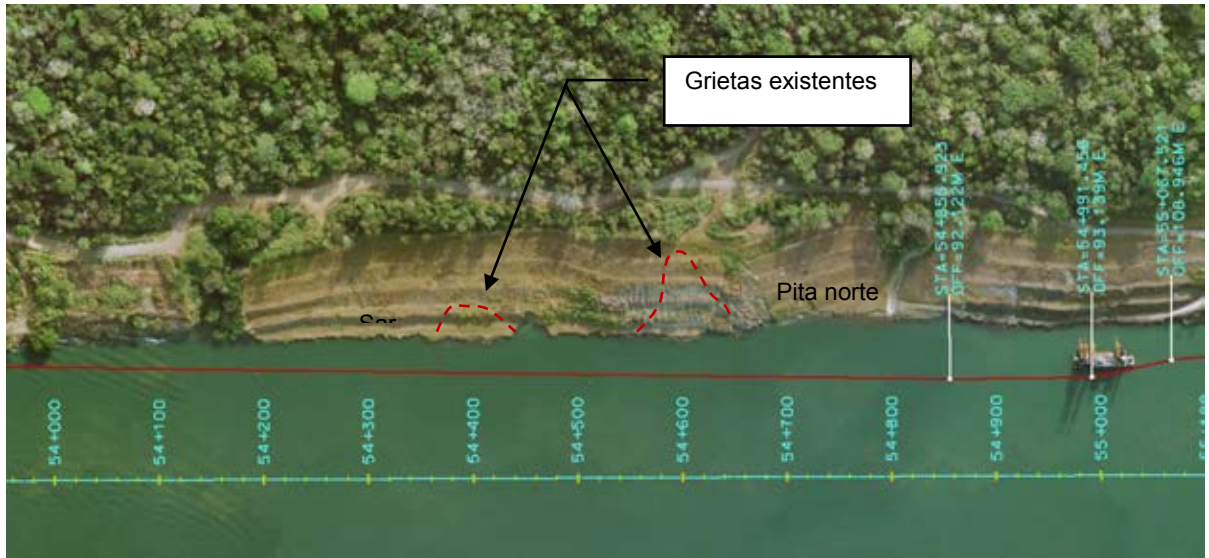 Grietas existentes
Pita norte
STA=54+856.923
OFF=92.122M E
STA=54+991.456
OFF=93.139M E
STA=55+067.521
OFF=108.946M E
54+000
54+100
54+200
54+300
54+400
54+500
54+600
54+700
54+800
54+900
55+000